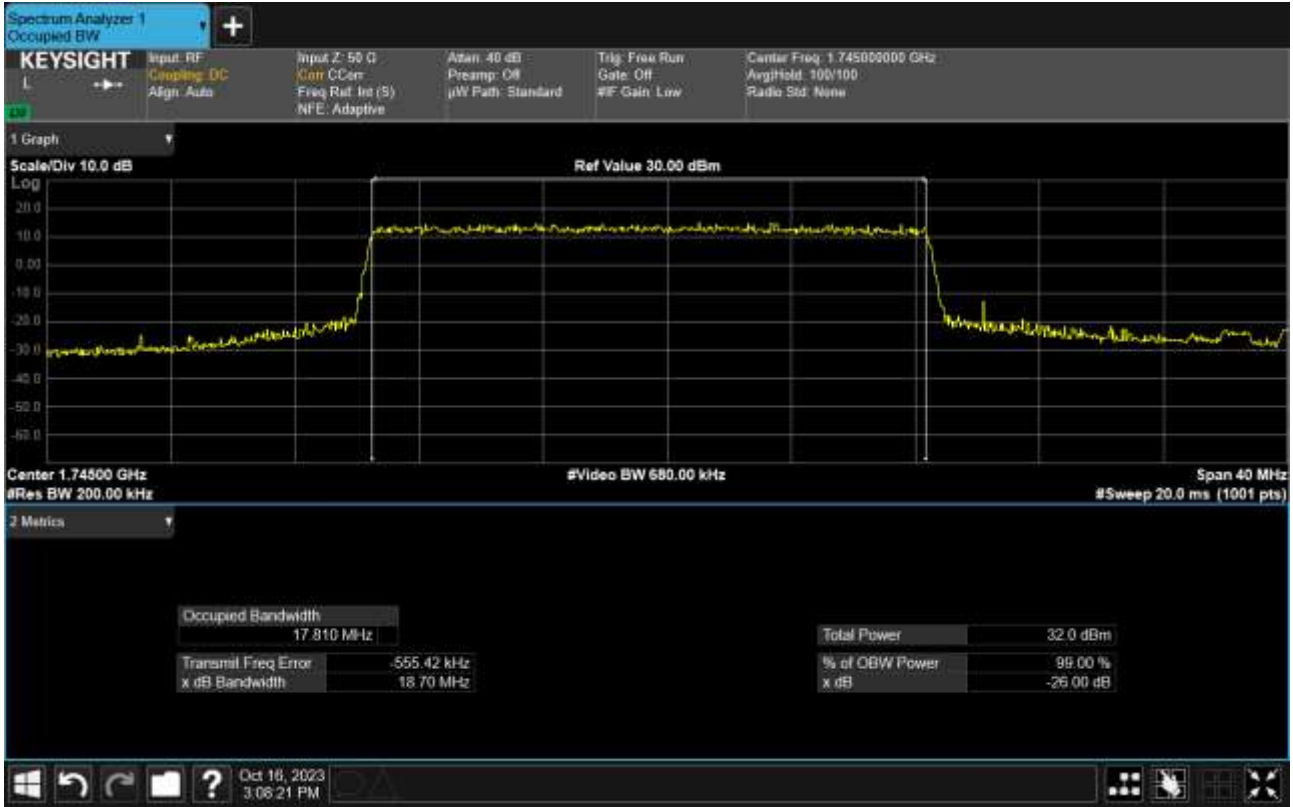 Spectrum Analyzer 1
Occupied BW
KEYSIGHT
L
Input: RF
Coupling: DC
Align: Auto
Input Z: 50 Ω
Corr CCorr
Freq Ref: Int (S)
NFE: Adaptive
Atten: 40 dB
Preamp: Off
µW Path: Standard
Trig: Free Run
Gate: Off
#IF Gain: Low
Center Freq: 1.745000000 GHz
Avg|Hold: 100/100
Radio Std: None
1 Graph
Scale/Div 10.0 dB
Ref Value 30.00 dBm
Log
20.0
10.0
0.00
-10.0
-20.0
-30.0
-40.0
-50.0
-60.0
Center 1.74500 GHz
#Video BW 680.00 kHz
Span 40 MHz
#Res BW 200.00 kHz
#Sweep 20.0 ms (1001 pts)
2 Metrics
Occupied Bandwidth
17.810 MHz
Total Power 32.0 dBm
Transmit Freq Error -555.42 kHz
% of OBW Power 99.00 %
x dB Bandwidth 18.70 MHz
x dB -26.00 dB
?
Oct 16, 2023
3:08:21 PM